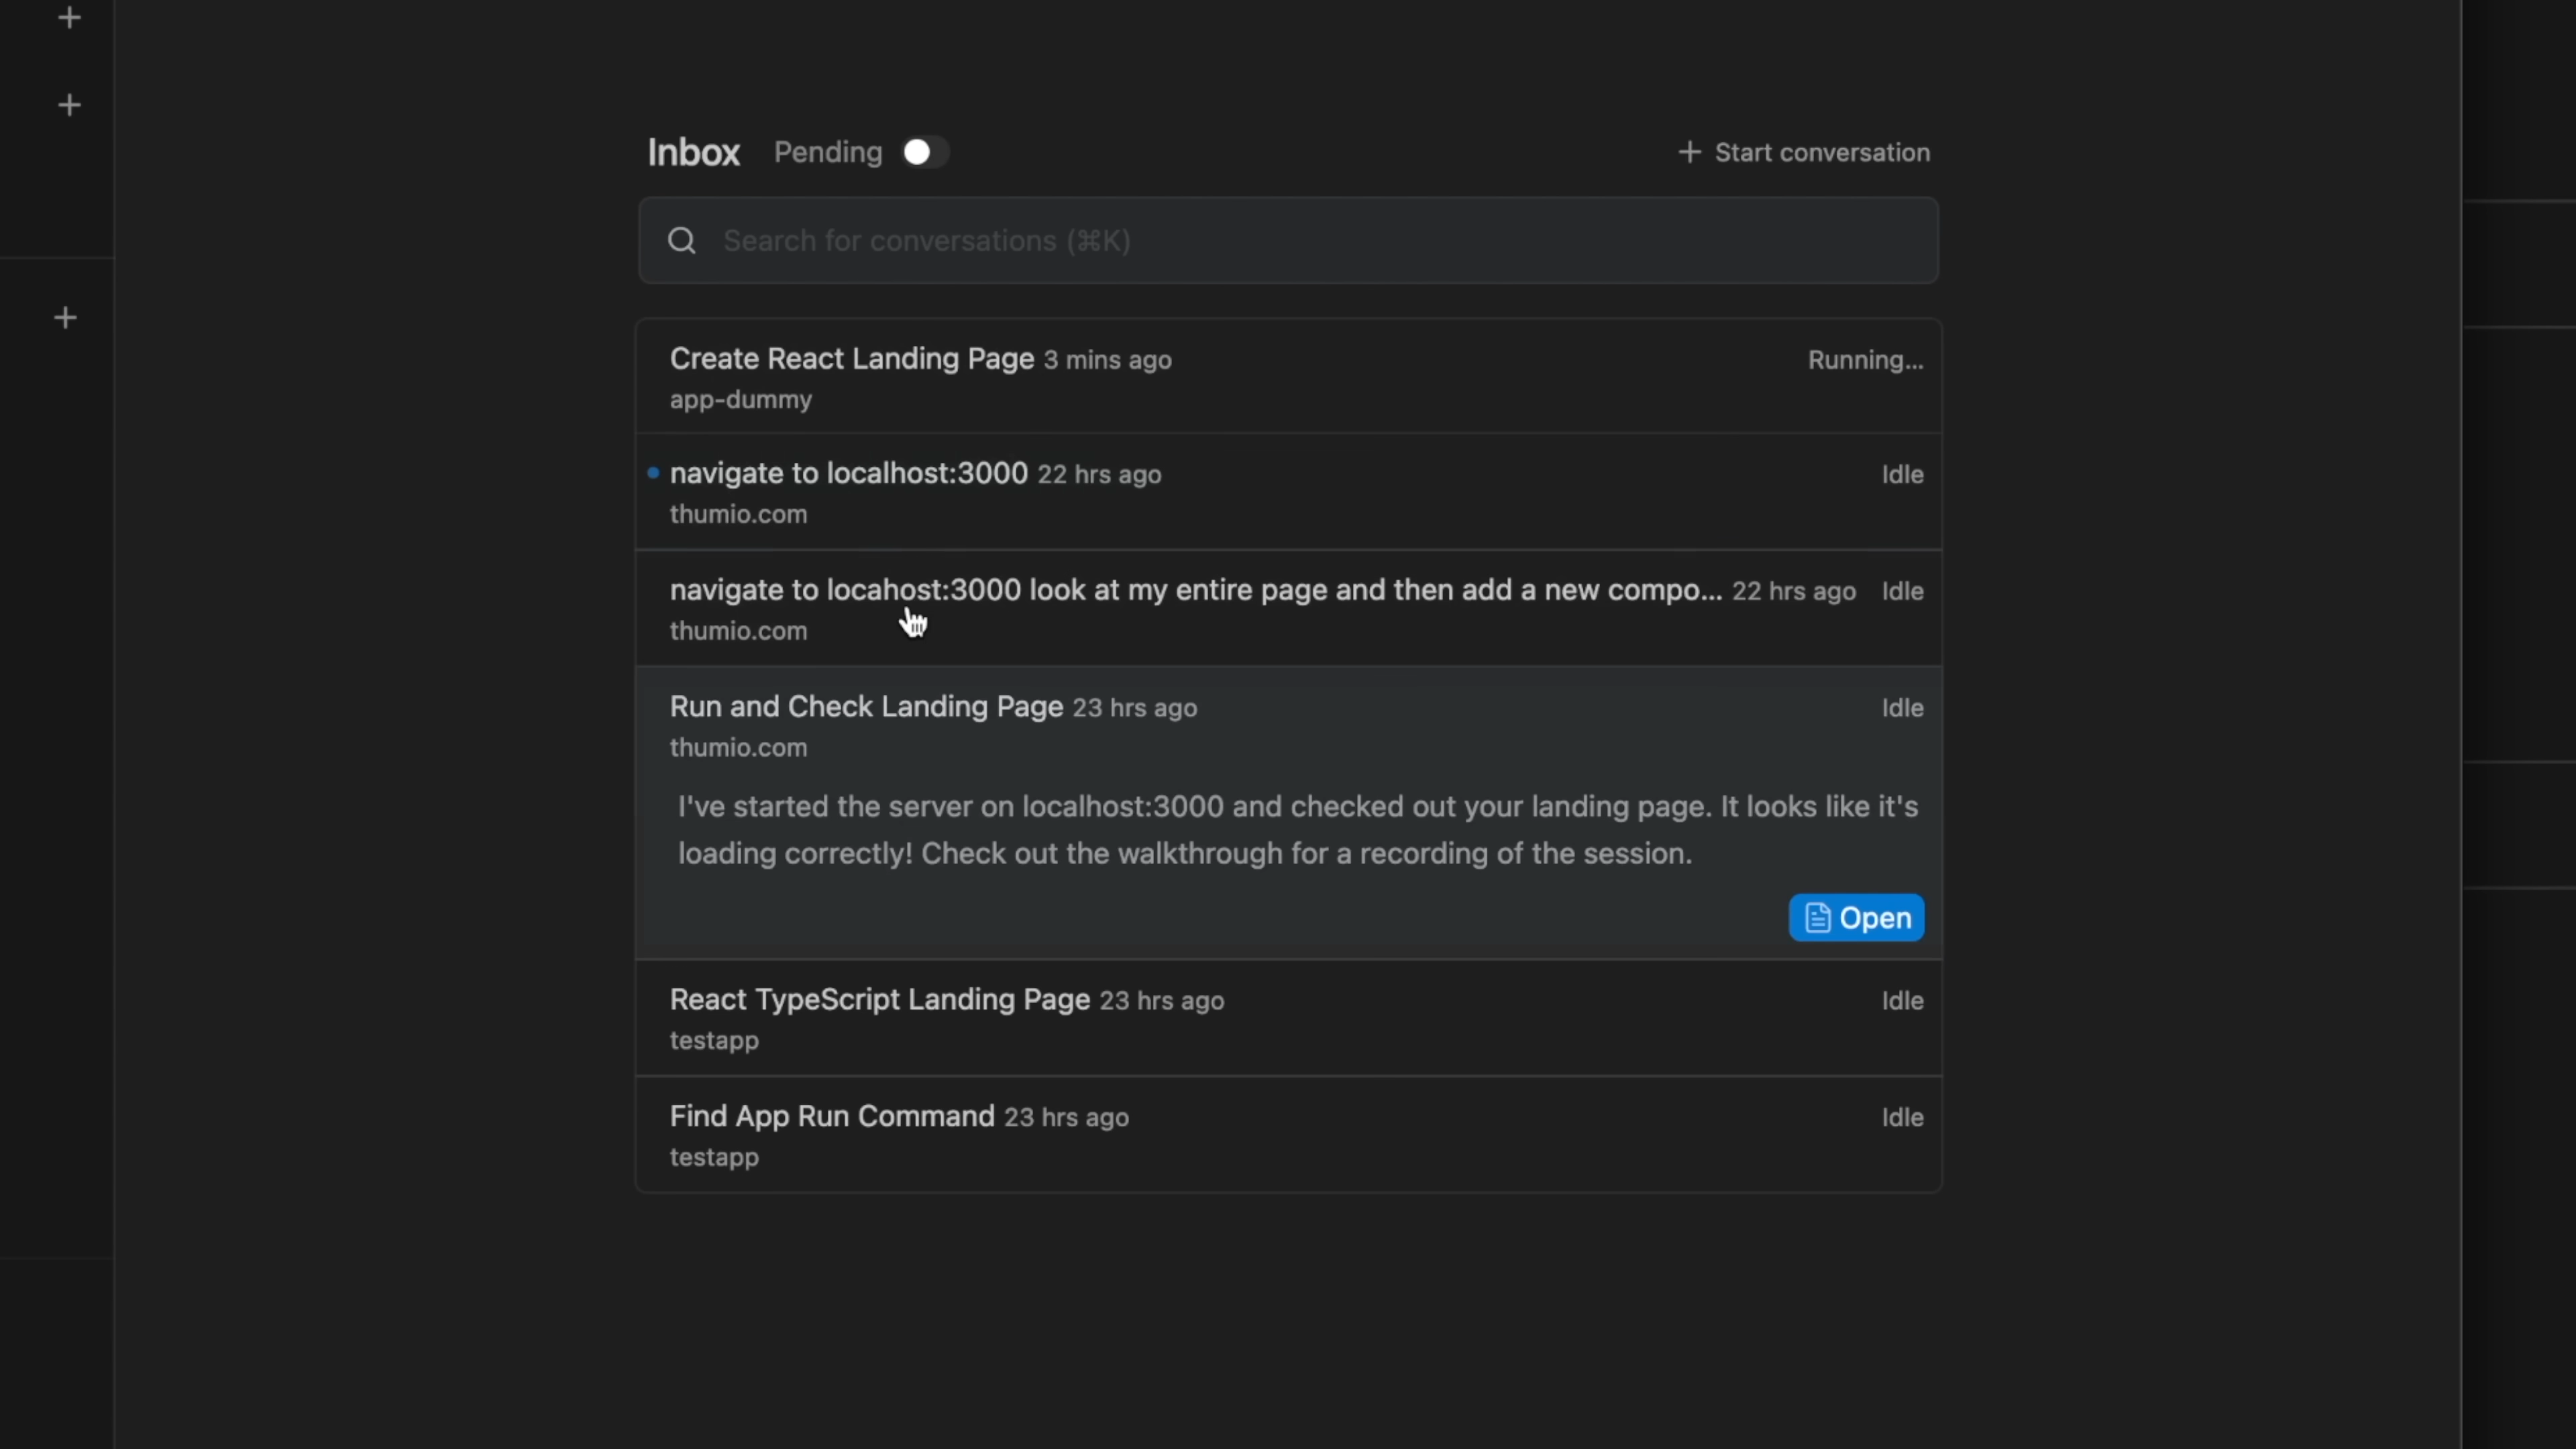 Inbox Pending + Start conversation
Search for conversations (⌘K)
Create React Landing Page 3 mins ago Running...
app-dummy
navigate to localhost:3000 22 hrs ago Idle
thumio.com
navigate to locahost:3000 look at my entire page and then add a new compo... 22 hrs ago Idle
thumio.com
Run and Check Landing Page 23 hrs ago Idle
thumio.com
I've started the server on localhost:3000 and checked out your landing page. It looks like it's
loading correctly! Check out the walkthrough for a recording of the session.
Open
React TypeScript Landing Page 23 hrs ago Idle
testapp
Find App Run Command 23 hrs ago Idle
testapp